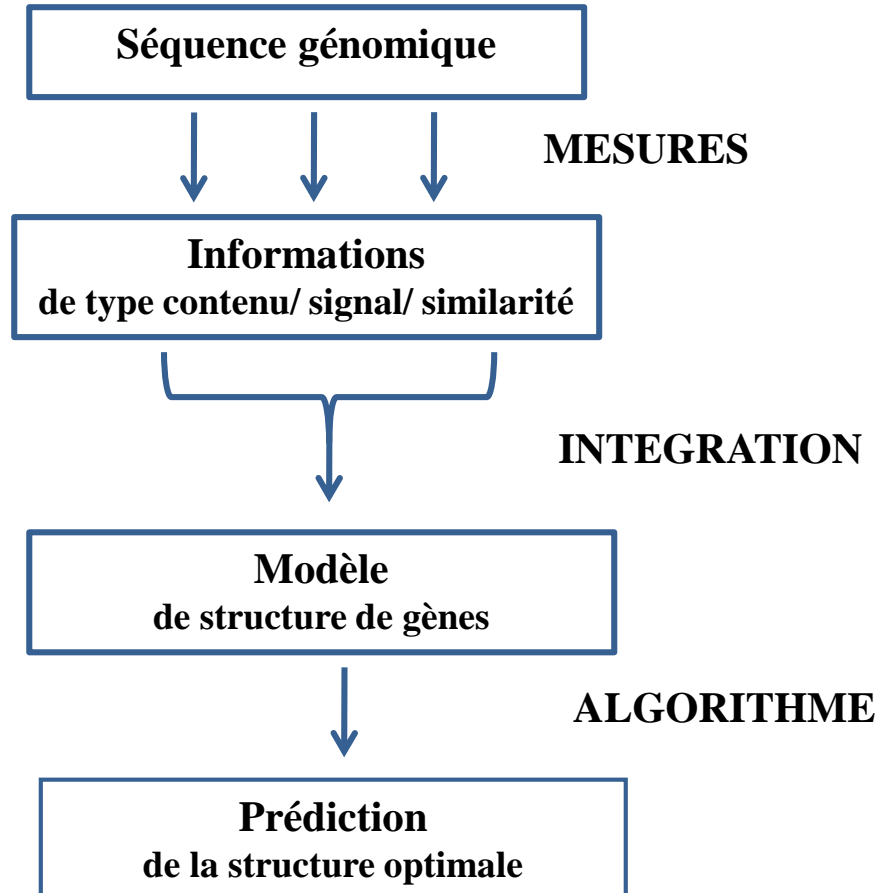 Séquence génomique
MESURES
Informations
de type contenu/ signal/ similarité
INTEGRATION
Modèle
de structure de gènes
ALGORITHME
Prédiction
de la structure optimale